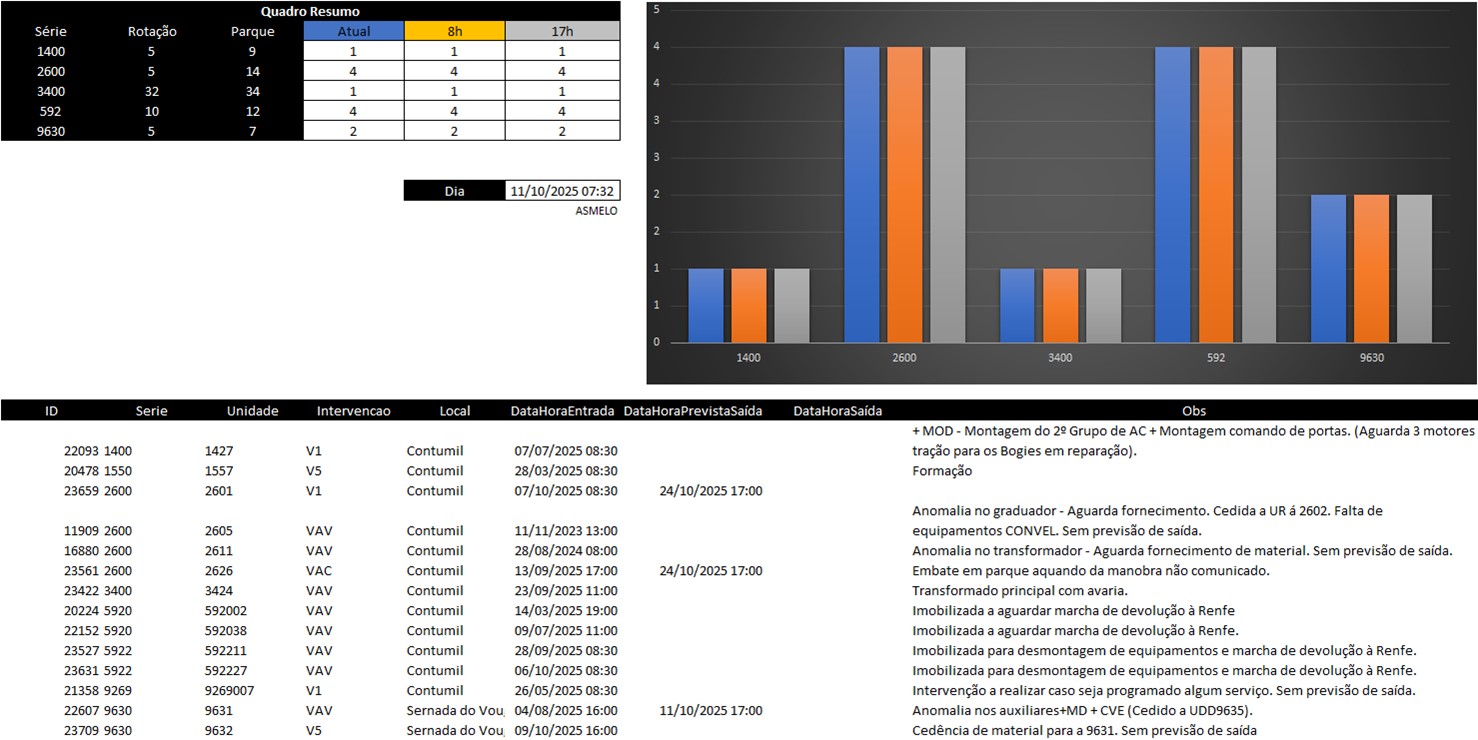 Quadro Resumo
Série Rotação Parque Atual 8h 17h
1400 5 9 1 1 1
2600 5 14 4 4 4
3400 32 34 1 1 1
592 10 12 4 4 4
9630 5 7 2 2 2
Dia 11/10/2025 07:32
ASMELO
5
4
4
3
3
2
2
1
1
0
1400 2600 3400 592 9630
ID Serie Unidade Intervencao Local DataHoraEntrada DataHoraPrevistaSaída DataHoraSaída Obs
+ MOD - Montagem do 2º Grupo de AC + Montagem comando de portas. (Aguarda 3 motores
22093 1400 1427 V1 Contumil 07/07/2025 08:30 tração para os Bogies em reparação).
20478 1550 1557 V5 Contumil 28/03/2025 08:30 Formação
23659 2600 2601 V1 Contumil 07/10/2025 08:30 24/10/2025 17:00
Anomalia no graduador - Aguarda fornecimento. Cedida a UR á 2602. Falta de
11909 2600 2605 VAV Contumil 11/11/2023 13:00 equipamentos CONVEL. Sem previsão de saída.
16880 2600 2611 VAV Contumil 28/08/2024 08:00 Anomalia no transformador - Aguarda fornecimento de material. Sem previsão de saída.
23561 2600 2626 VAC Contumil 13/09/2025 17:00 24/10/2025 17:00 Embate em parque aquando da manobra não comunicado.
23422 3400 3424 VAV Contumil 23/09/2025 11:00 Transformado principal com avaria.
20224 5920 592002 VAV Contumil 14/03/2025 19:00 Imobilizada a aguardar marcha de devolução à Renfe
22152 5920 592038 VAV Contumil 09/07/2025 11:00 Imobilizada a aguardar marcha de devolução à Renfe.
23527 5922 592211 VAV Contumil 28/09/2025 08:30 Imobilizada para desmontagem de equipamentos e marcha de devolução à Renfe.
23631 5922 592227 VAV Contumil 06/10/2025 08:30 Imobilizada para desmontagem de equipamentos e marcha de devolução à Renfe.
21358 9269 9269007 V1 Contumil 26/05/2025 08:30 Intervenção a realizar caso seja programado algum serviço. Sem previsão de saída.
22607 9630 9631 VAV Sernada do Vou 04/08/2025 16:00 11/10/2025 17:00 Anomalia nos auxiliares+MD + CVE (Cedido a UDD9635).
23709 9630 9632 V5 Sernada do Vou 09/10/2025 16:00 Cedência de material para a 9631. Sem previsão de saída